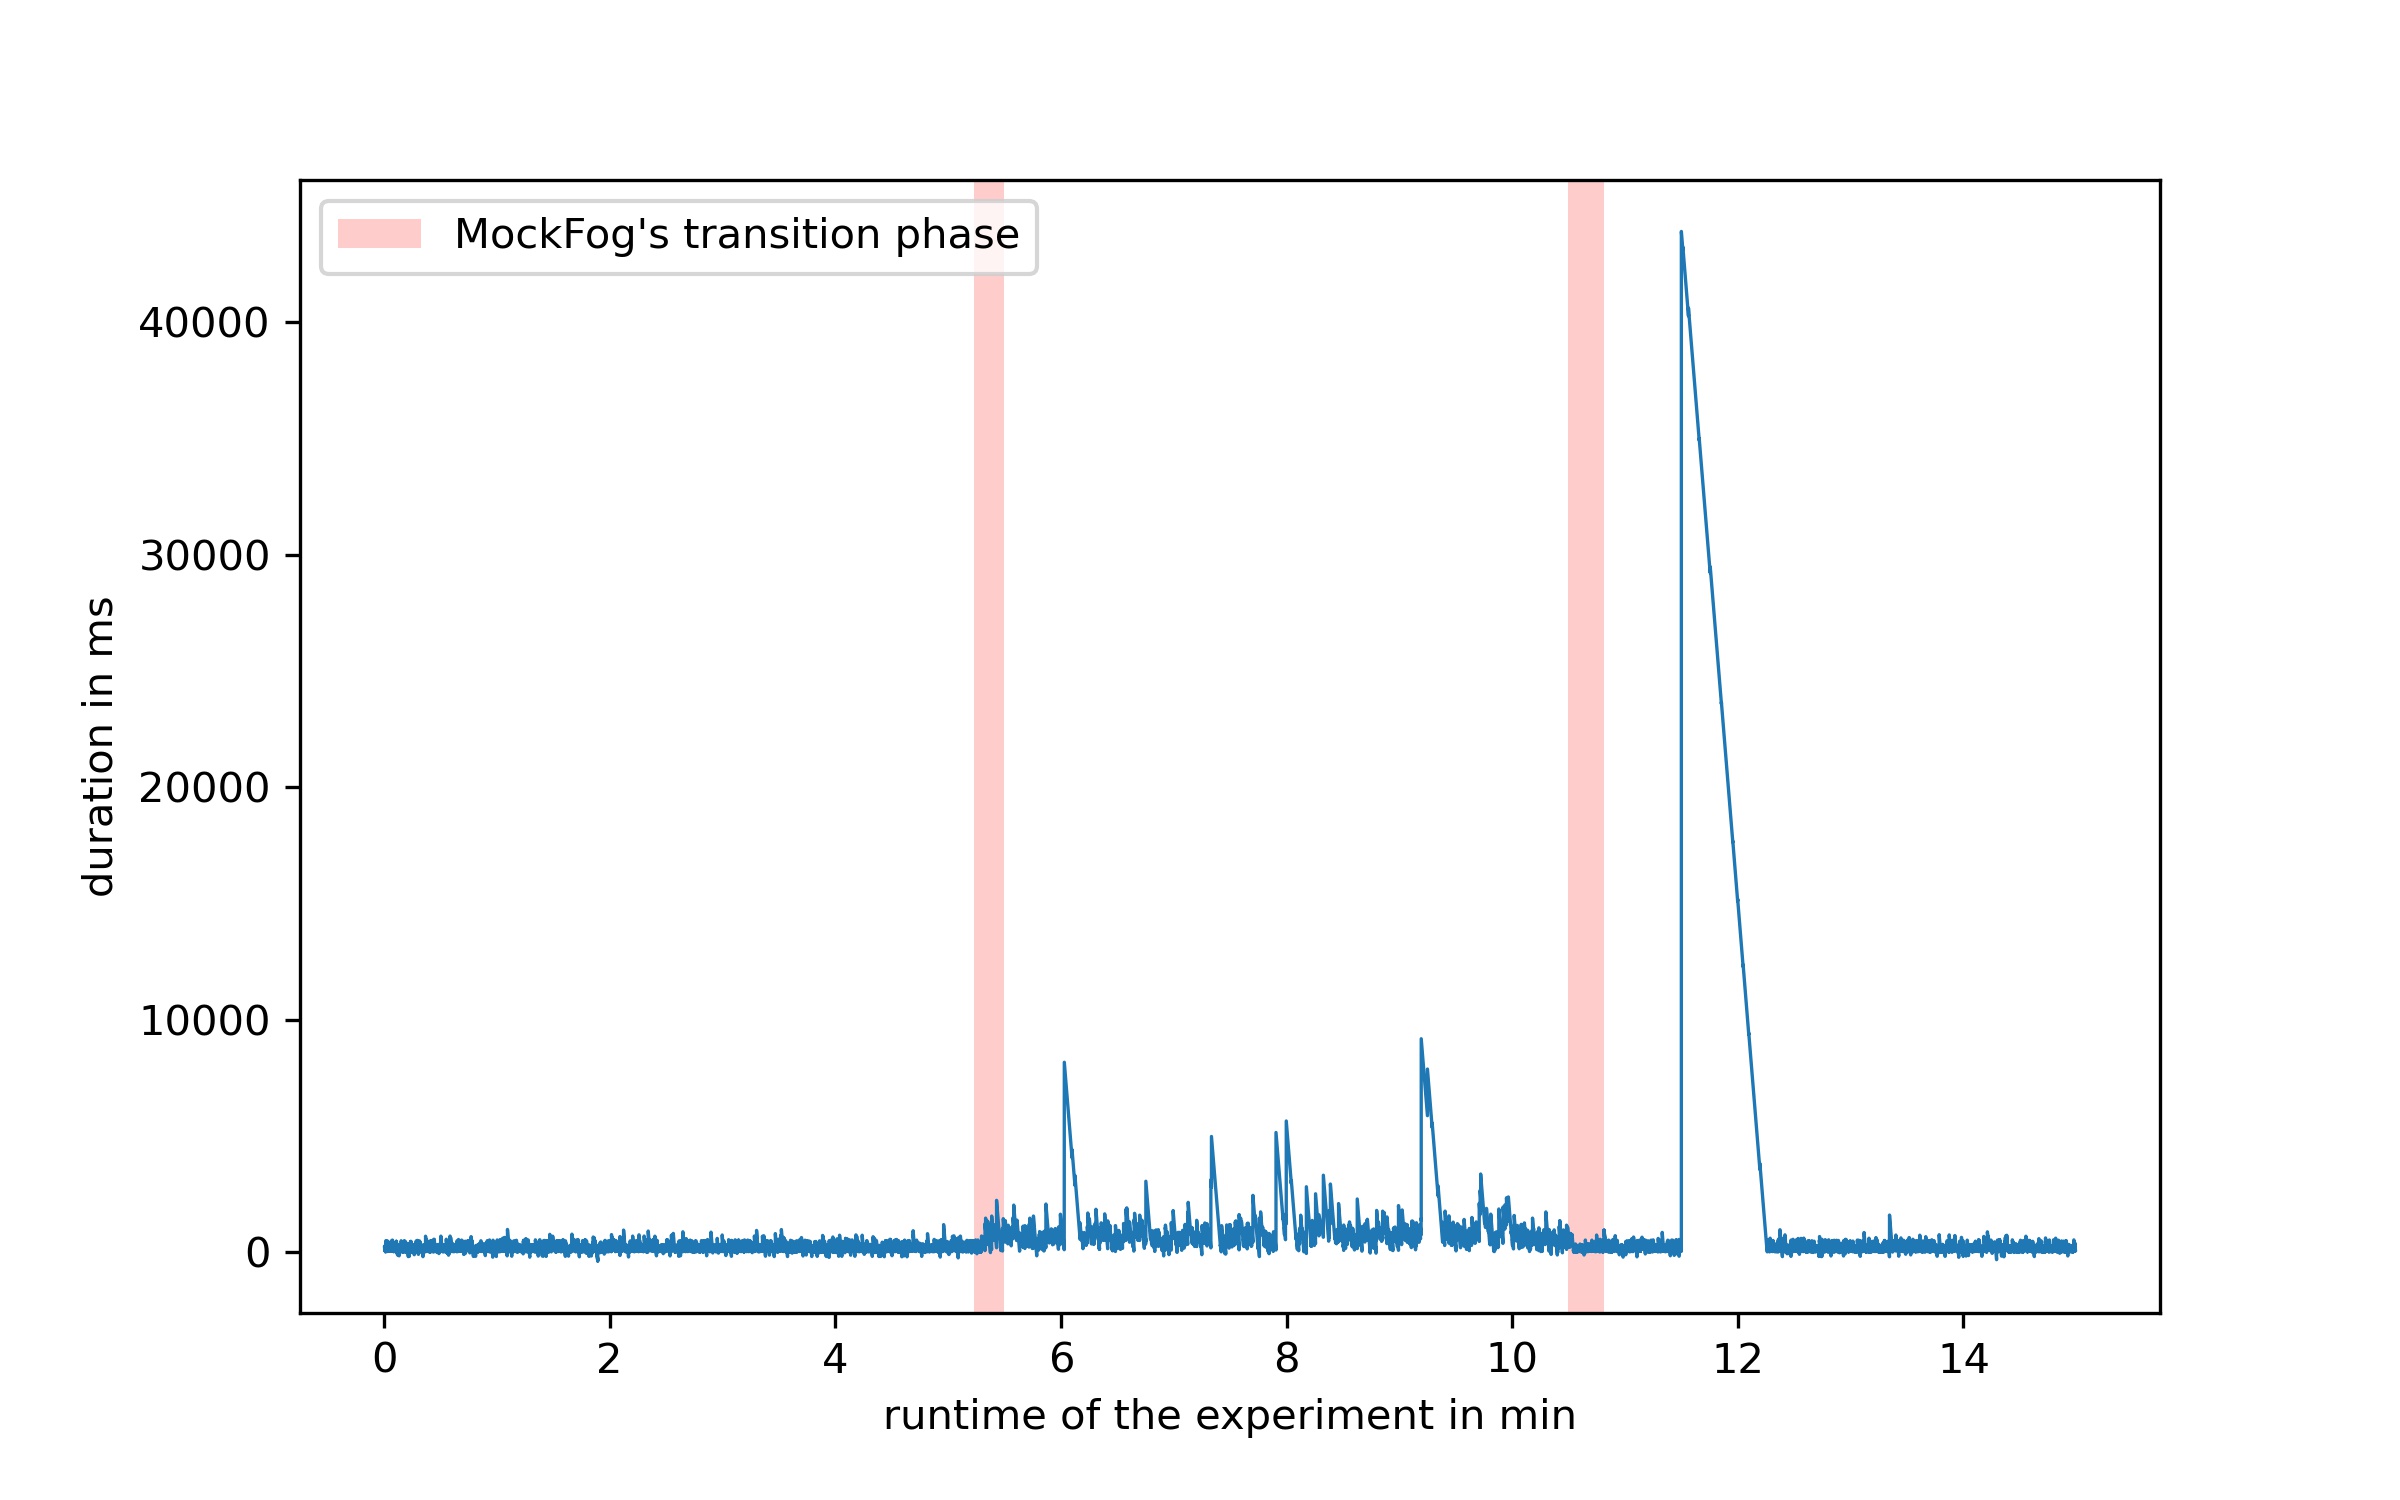 MockFog's transition phase
40000
30000
20000
10000
0
duration in ms
0 2 4 6 8 10 12 14
runtime of the experiment in min